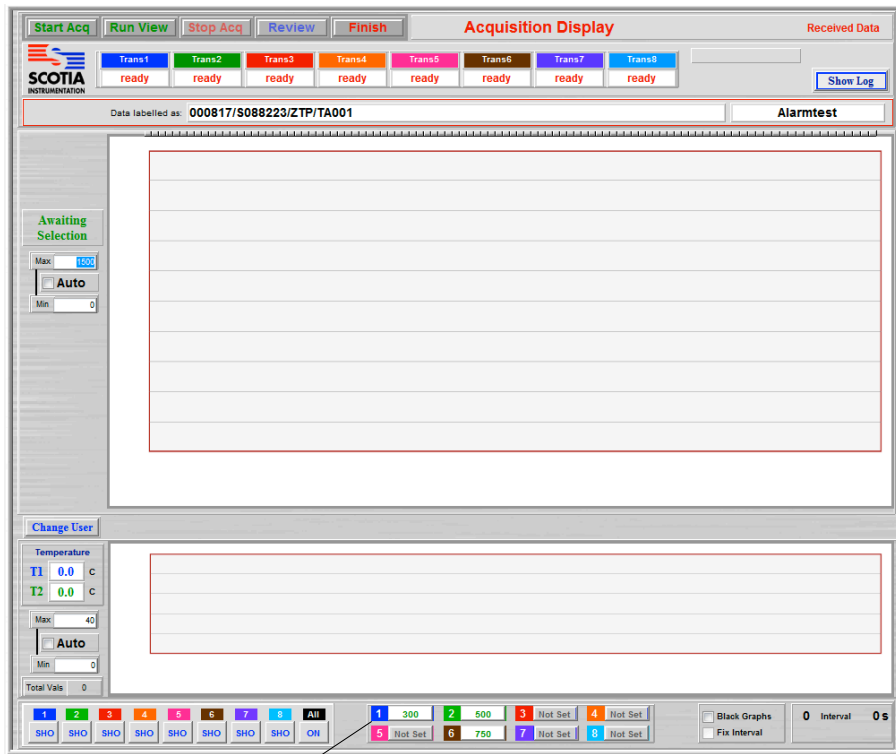 Start Acq Run View Stop Acq Review Finish Acquisition Display Received Data
SCOTIA
INSTRUMENTATION
Trans1 Trans2 Trans3 Trans4 Trans5 Trans6 Trans7 Trans8
ready ready ready ready ready ready ready ready
Show Log
Data labelled as: 000817/S088223/ZTP/TA001 Alarmtest
Awaiting
Selection
Max 1500
Auto
Min 0
Change User
Temperature
T1 0.0 C
T2 0.0 C
Max 40
Auto
Min 0
Total Vals 0
1 2 3 4 5 6 7 8 All
SHO SHO SHO SHO SHO SHO SHO SHO ON
1 300 2 500 3 Not Set 4 Not Set
5 Not Set 6 750 7 Not Set 8 Not Set
Black Graphs
Fix Interval
0 Interval 0 s